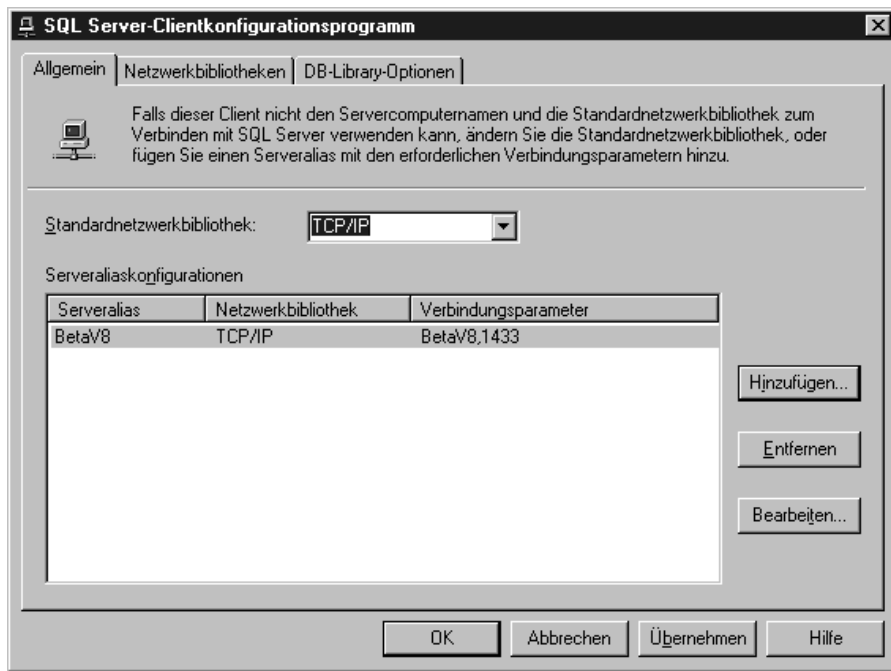 SQL Server-Clientkonfigurationsprogramm
Allgemein Netzwerkbibliotheken DB-Library-Optionen
Falls dieser Client nicht den Servercomputernamen und die Standardnetzwerkbibliothek zum
Verbinden mit SQL Server verwenden kann, ändern Sie die Standardnetzwerkbibliothek, oder
fügen Sie einen Serveralias mit den erforderlichen Verbindungsparametern hinzu.
Standardnetzwerkbibliothek: TCP/IP
Serveraliaskonfigurationen
Serveralias Netzwerkbibliothek Verbindungsparameter
BetaV8 TCP/IP BetaV8,1433
Hinzufügen...
Entfernen
Bearbeiten...
OK Abbrechen Übernehmen Hilfe